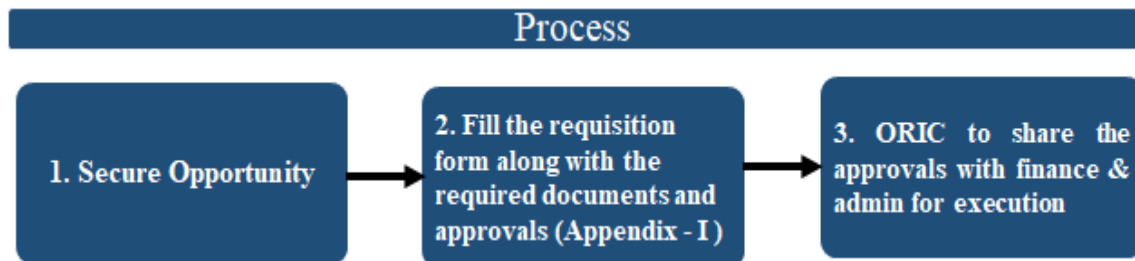 Process
1. Secure Opportunity
2. Fill the requisition
form along with the
required documents and
approvals (Appendix - I )
3. ORIC to share the
approvals with finance &
admin for execution